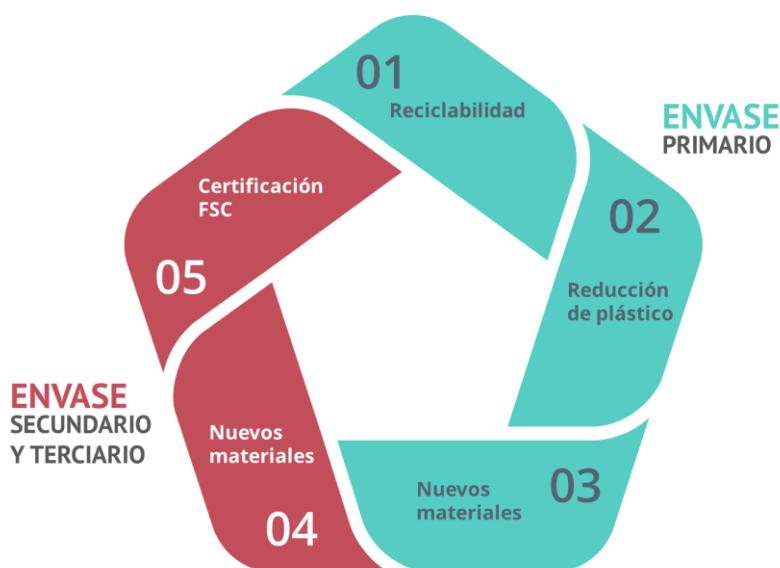 01
Reciclabilidad
ENVASE
PRIMARIO
02
Reducción
de plástico
03
Nuevos
materiales
04
Nuevos
materiales
ENVASE
SECUNDARIO
Y TERCIARIO
05
Certificación
FSC